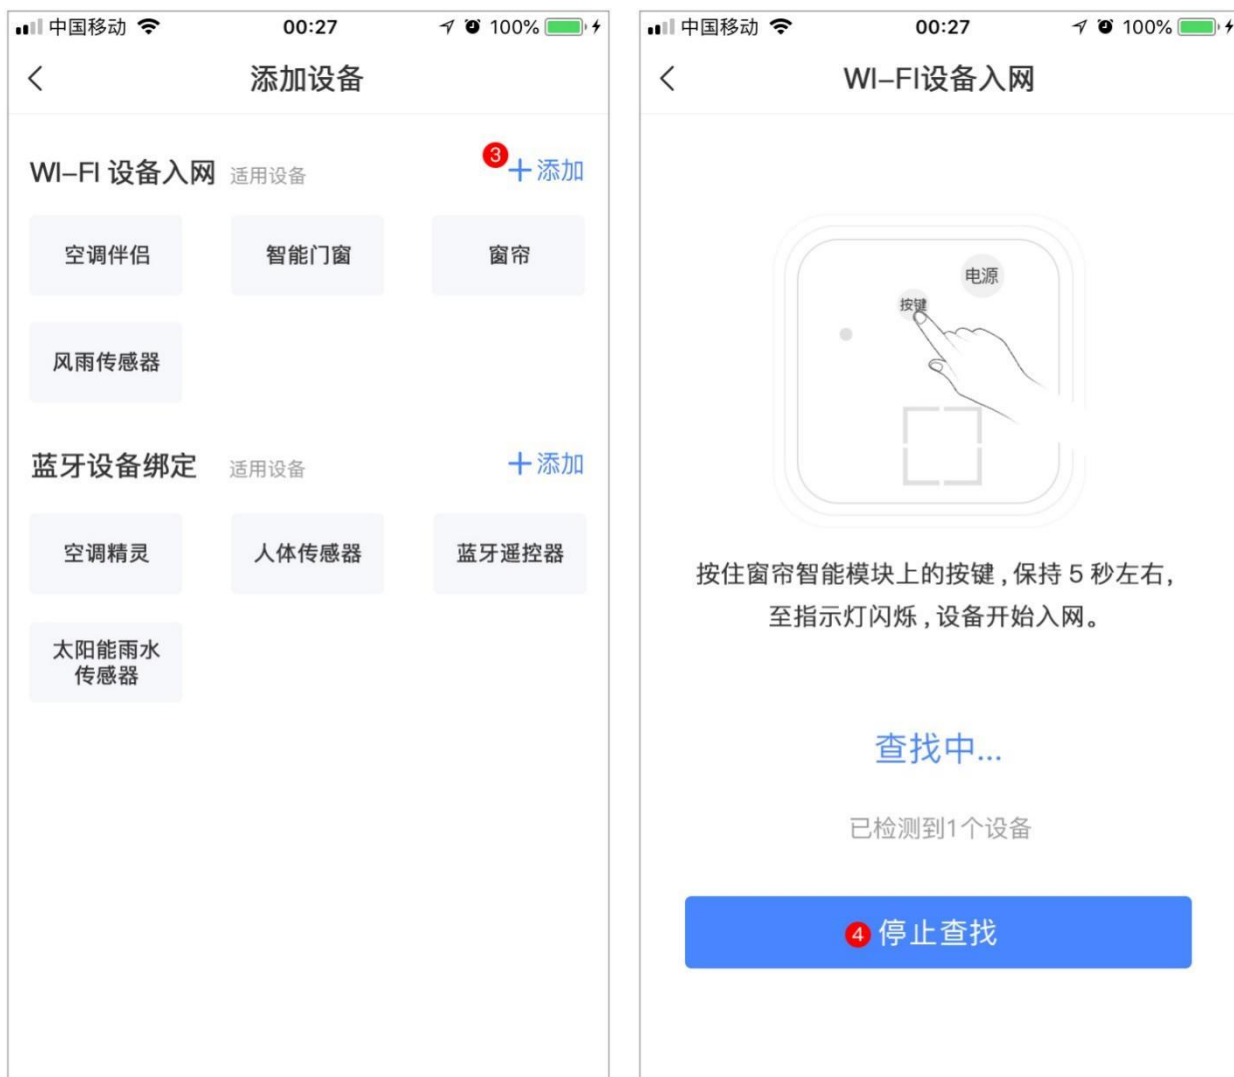 中国移动 00:27 100%
添加设备
WI–FI 设备入网 适用设备 3 +添加
空调伴侣 智能门窗 窗帘
风雨传感器
蓝牙设备绑定 适用设备 +添加
空调精灵 人体传感器 蓝牙遥控器
太阳能雨水
传感器
中国移动 00:27 100%
WI–FI设备入网
电源
按键
按住窗帘智能模块上的按键,保持 5 秒左右,
至指示灯闪烁,设备开始入网。
查找中...
已检测到1个设备
4 停止查找